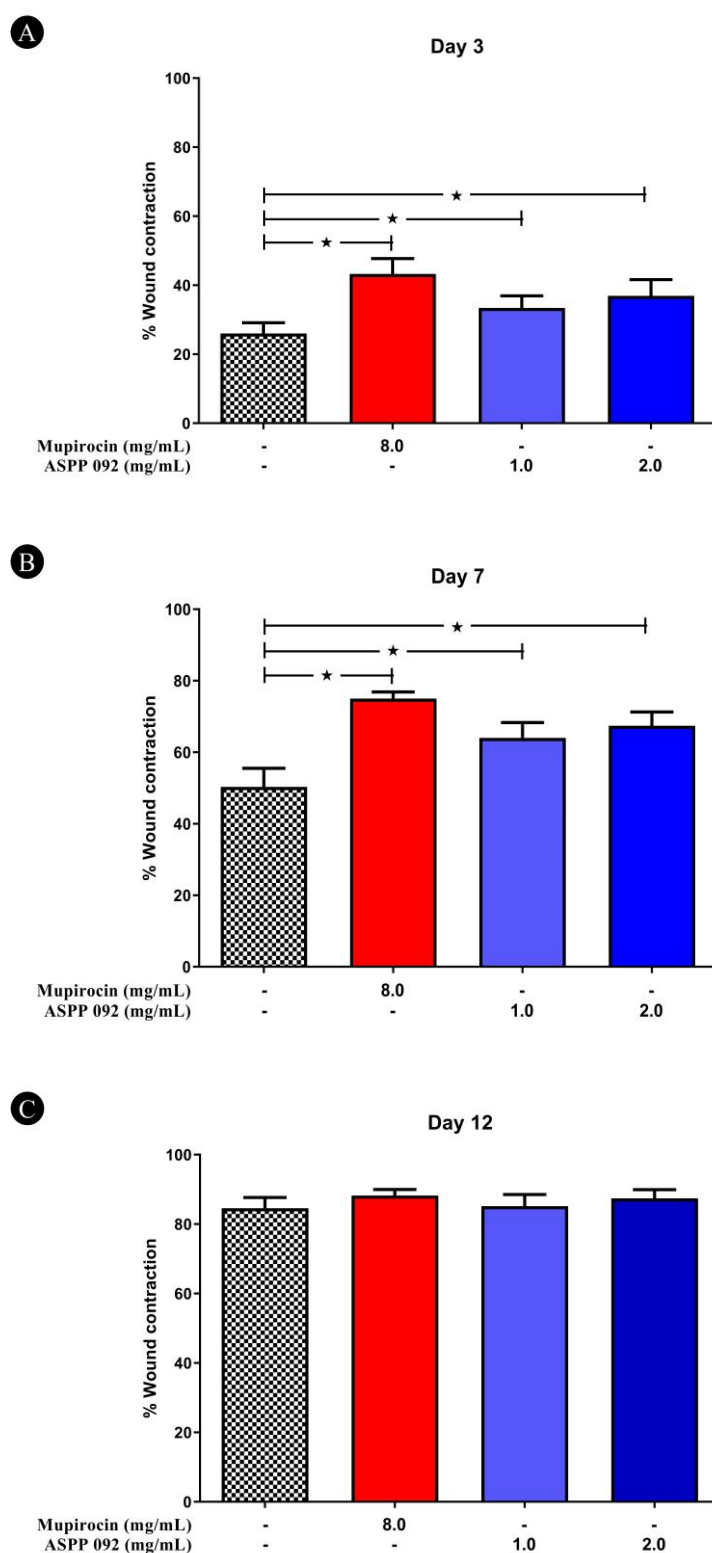 A
Day 3
% Wound contraction
100
80
60
40
20
0
Mupirocin (mg/mL) - 8.0 - -
ASPP 092 (mg/mL) - - 1.0 2.0
B
Day 7
% Wound contraction
100
80
60
40
20
0
Mupirocin (mg/mL) - 8.0 - -
ASPP 092 (mg/mL) - - 1.0 2.0
C
Day 12
% Wound contraction
100
80
60
40
20
0
Mupirocin (mg/mL) - 8.0 - -
ASPP 092 (mg/mL) - - 1.0 2.0